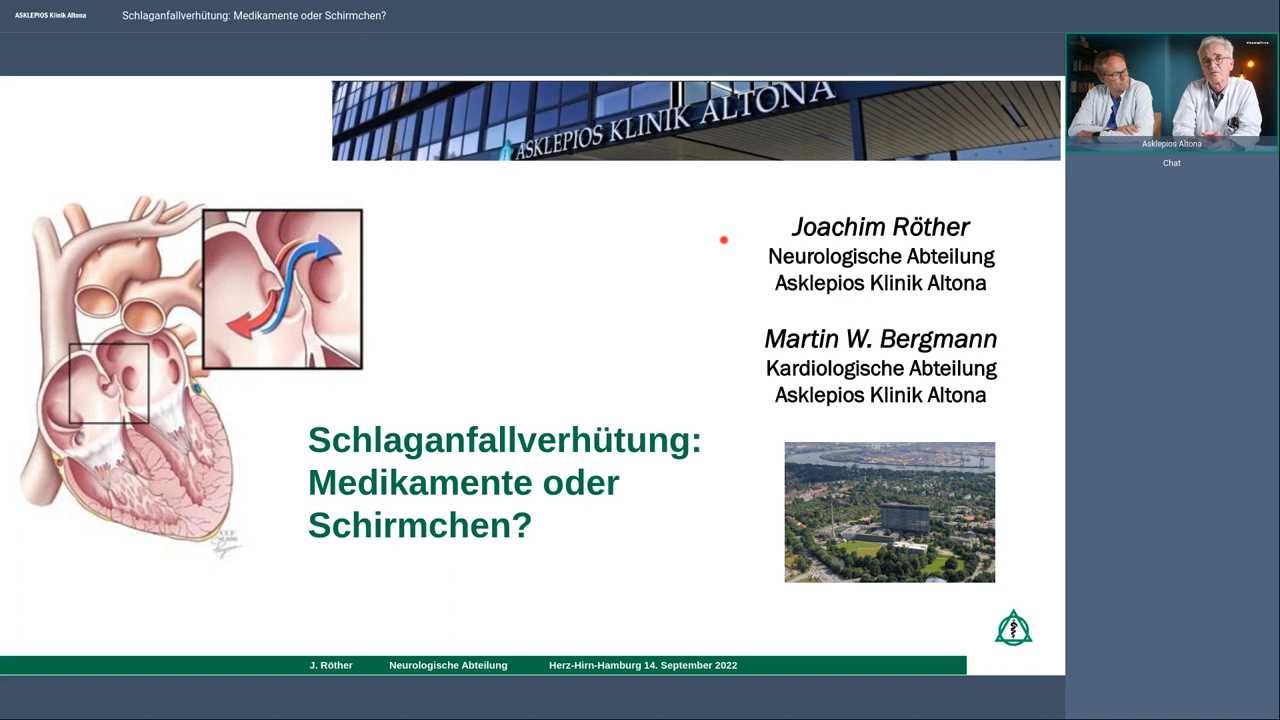 ASKLEPIOS Klinik Altona
Schlaganfallverhütung: Medikamente oder Schirmchen?
ASKLEPIOS KLINIK ALTONA
Joachim Röther
Neurologische Abteilung
Asklepios Klinik Altona
Martin W. Bergmann
Kardiologische Abteilung
Asklepios Klinik Altona
Schlaganfallverhütung:
Medikamente oder
Schirmchen?
J. Röther Neurologische Abteilung Herz-Hirn-Hamburg 14. September 2022
Asklepios Altona
Chat